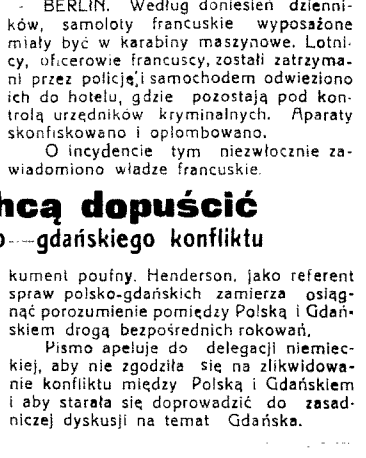 - BERLIN. Według doniesień dzienni-
ków, samoloty francuskie wyposażone
miały być w karabiny maszynowe. Lotni-
cy, oficerowie francuscy, zostali zatrzyma-
ni przez policję i samochodem odwieziono
ich do hotelu, gdzie pozostają pod kon-
trolą urzędników kryminalnych. Aparaty
skonfiskowano i oplombowano.
O incydencie tym niezwłocznie za-
wiadomiono władze francuskie.
hcą dopuścić
o—gdańskiego konfliktu
kument poufny. Henderson, jako referent
spraw polsko-gdańskich zamierza osiąg-
nąć porozumienie pomiędzy Polską i Gdań-
skiem drogą bezpośrednich rokowań.
Pismo apeluje do delegacji niemiec-
kiej, aby nie zgodziła się na zlikwidowa-
nie konfliktu między Polską i Gdańskiem
i aby starała się doprowadzić do zasad-
niczej dyskusji na temat Gdańska.